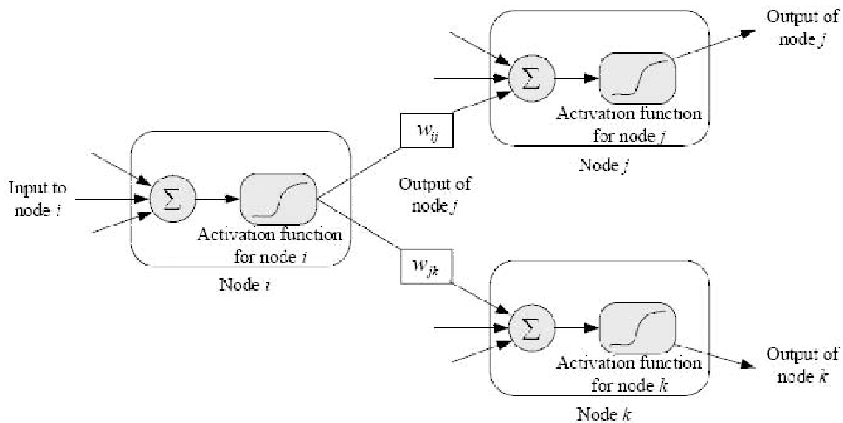 Output of
node j
Σ
Activation function
for node j
Node j
w_ij
Input to
node i
Σ
Activation function
for node i
Node i
Output of
node j
w_jk
Σ
Activation function
for node k
Node k
Output of
node k